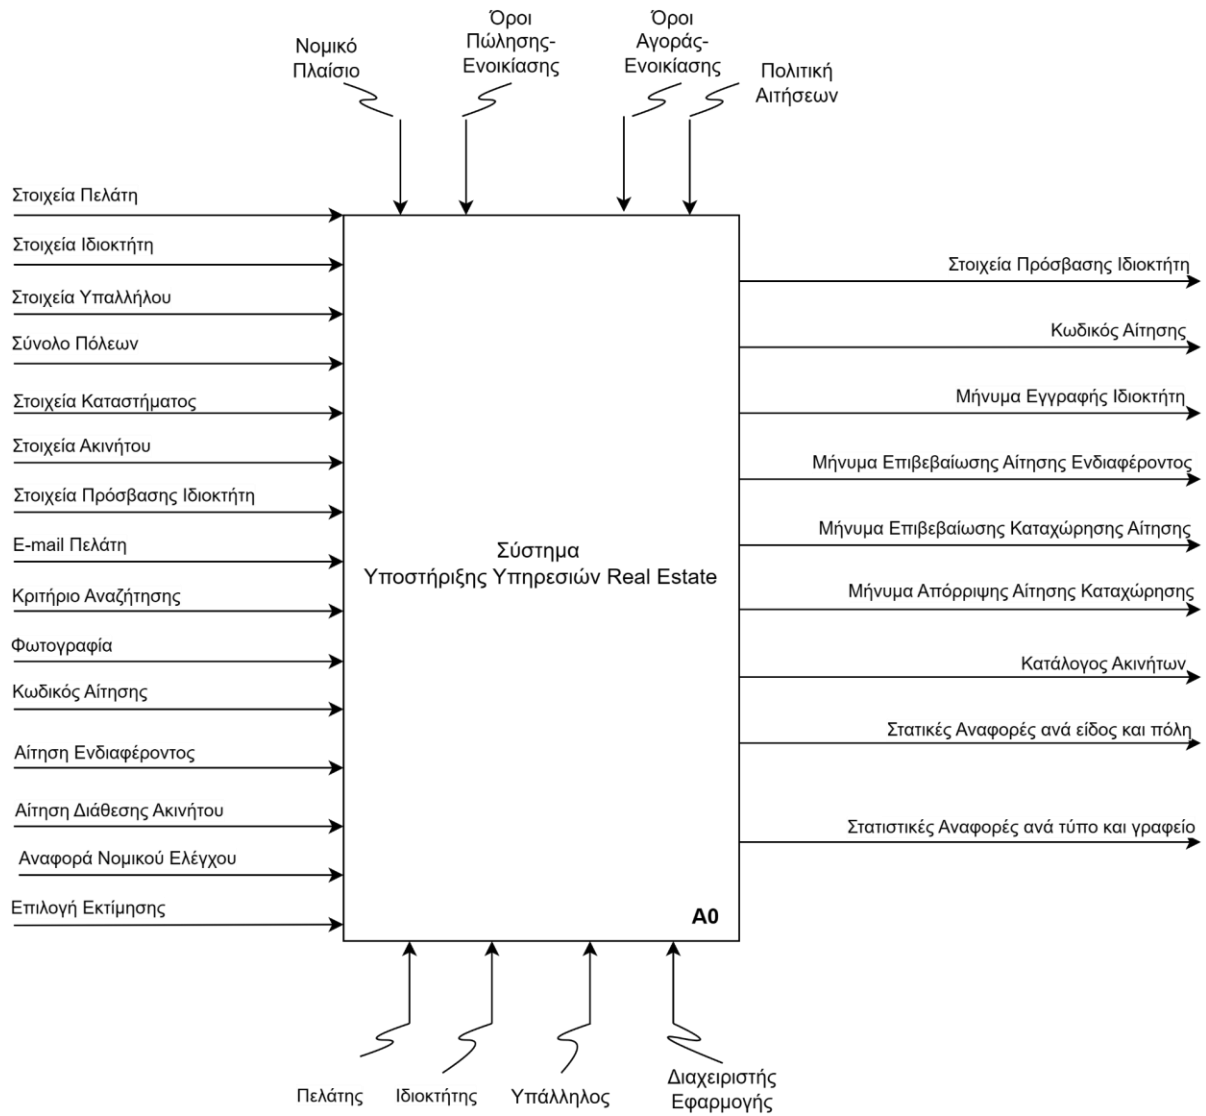 Νομικό
Πλαίσιο
Όροι
Πώλησης-
Ενοικίασης
Όροι
Αγοράς-
Ενοικίασης
Πολιτική
Αιτήσεων
Στοιχεία Πελάτη
Στοιχεία Ιδιοκτήτη
Στοιχεία Υπαλλήλου
Σύνολο Πόλεων
Στοιχεία Καταστήματος
Στοιχεία Ακινήτου
Στοιχεία Πρόσβασης Ιδιοκτήτη
E-mail Πελάτη
Κριτήριο Αναζήτησης
Φωτογραφία
Κωδικός Αίτησης
Αίτηση Ενδιαφέροντος
Αίτηση Διάθεσης Ακινήτου
Αναφορά Νομικού Ελέγχου
Επιλογή Εκτίμησης
Σύστημα
Υποστήριξης Υπηρεσιών Real Estate
A0
Στοιχεία Πρόσβασης Ιδιοκτήτη
Κωδικός Αίτησης
Μήνυμα Εγγραφής Ιδιοκτήτη
Μήνυμα Επιβεβαίωσης Αίτησης Ενδιαφέροντος
Μήνυμα Επιβεβαίωσης Καταχώρησης Αίτησης
Μήνυμα Απόρριψης Αίτησης Καταχώρησης
Κατάλογος Ακινήτων
Στατικές Αναφορές ανά είδος και πόλη
Στατιστικές Αναφορές ανά τύπο και γραφείο
Πελάτης
Ιδιοκτήτης
Υπάλληλος
Διαχειριστής
Εφαρμογής